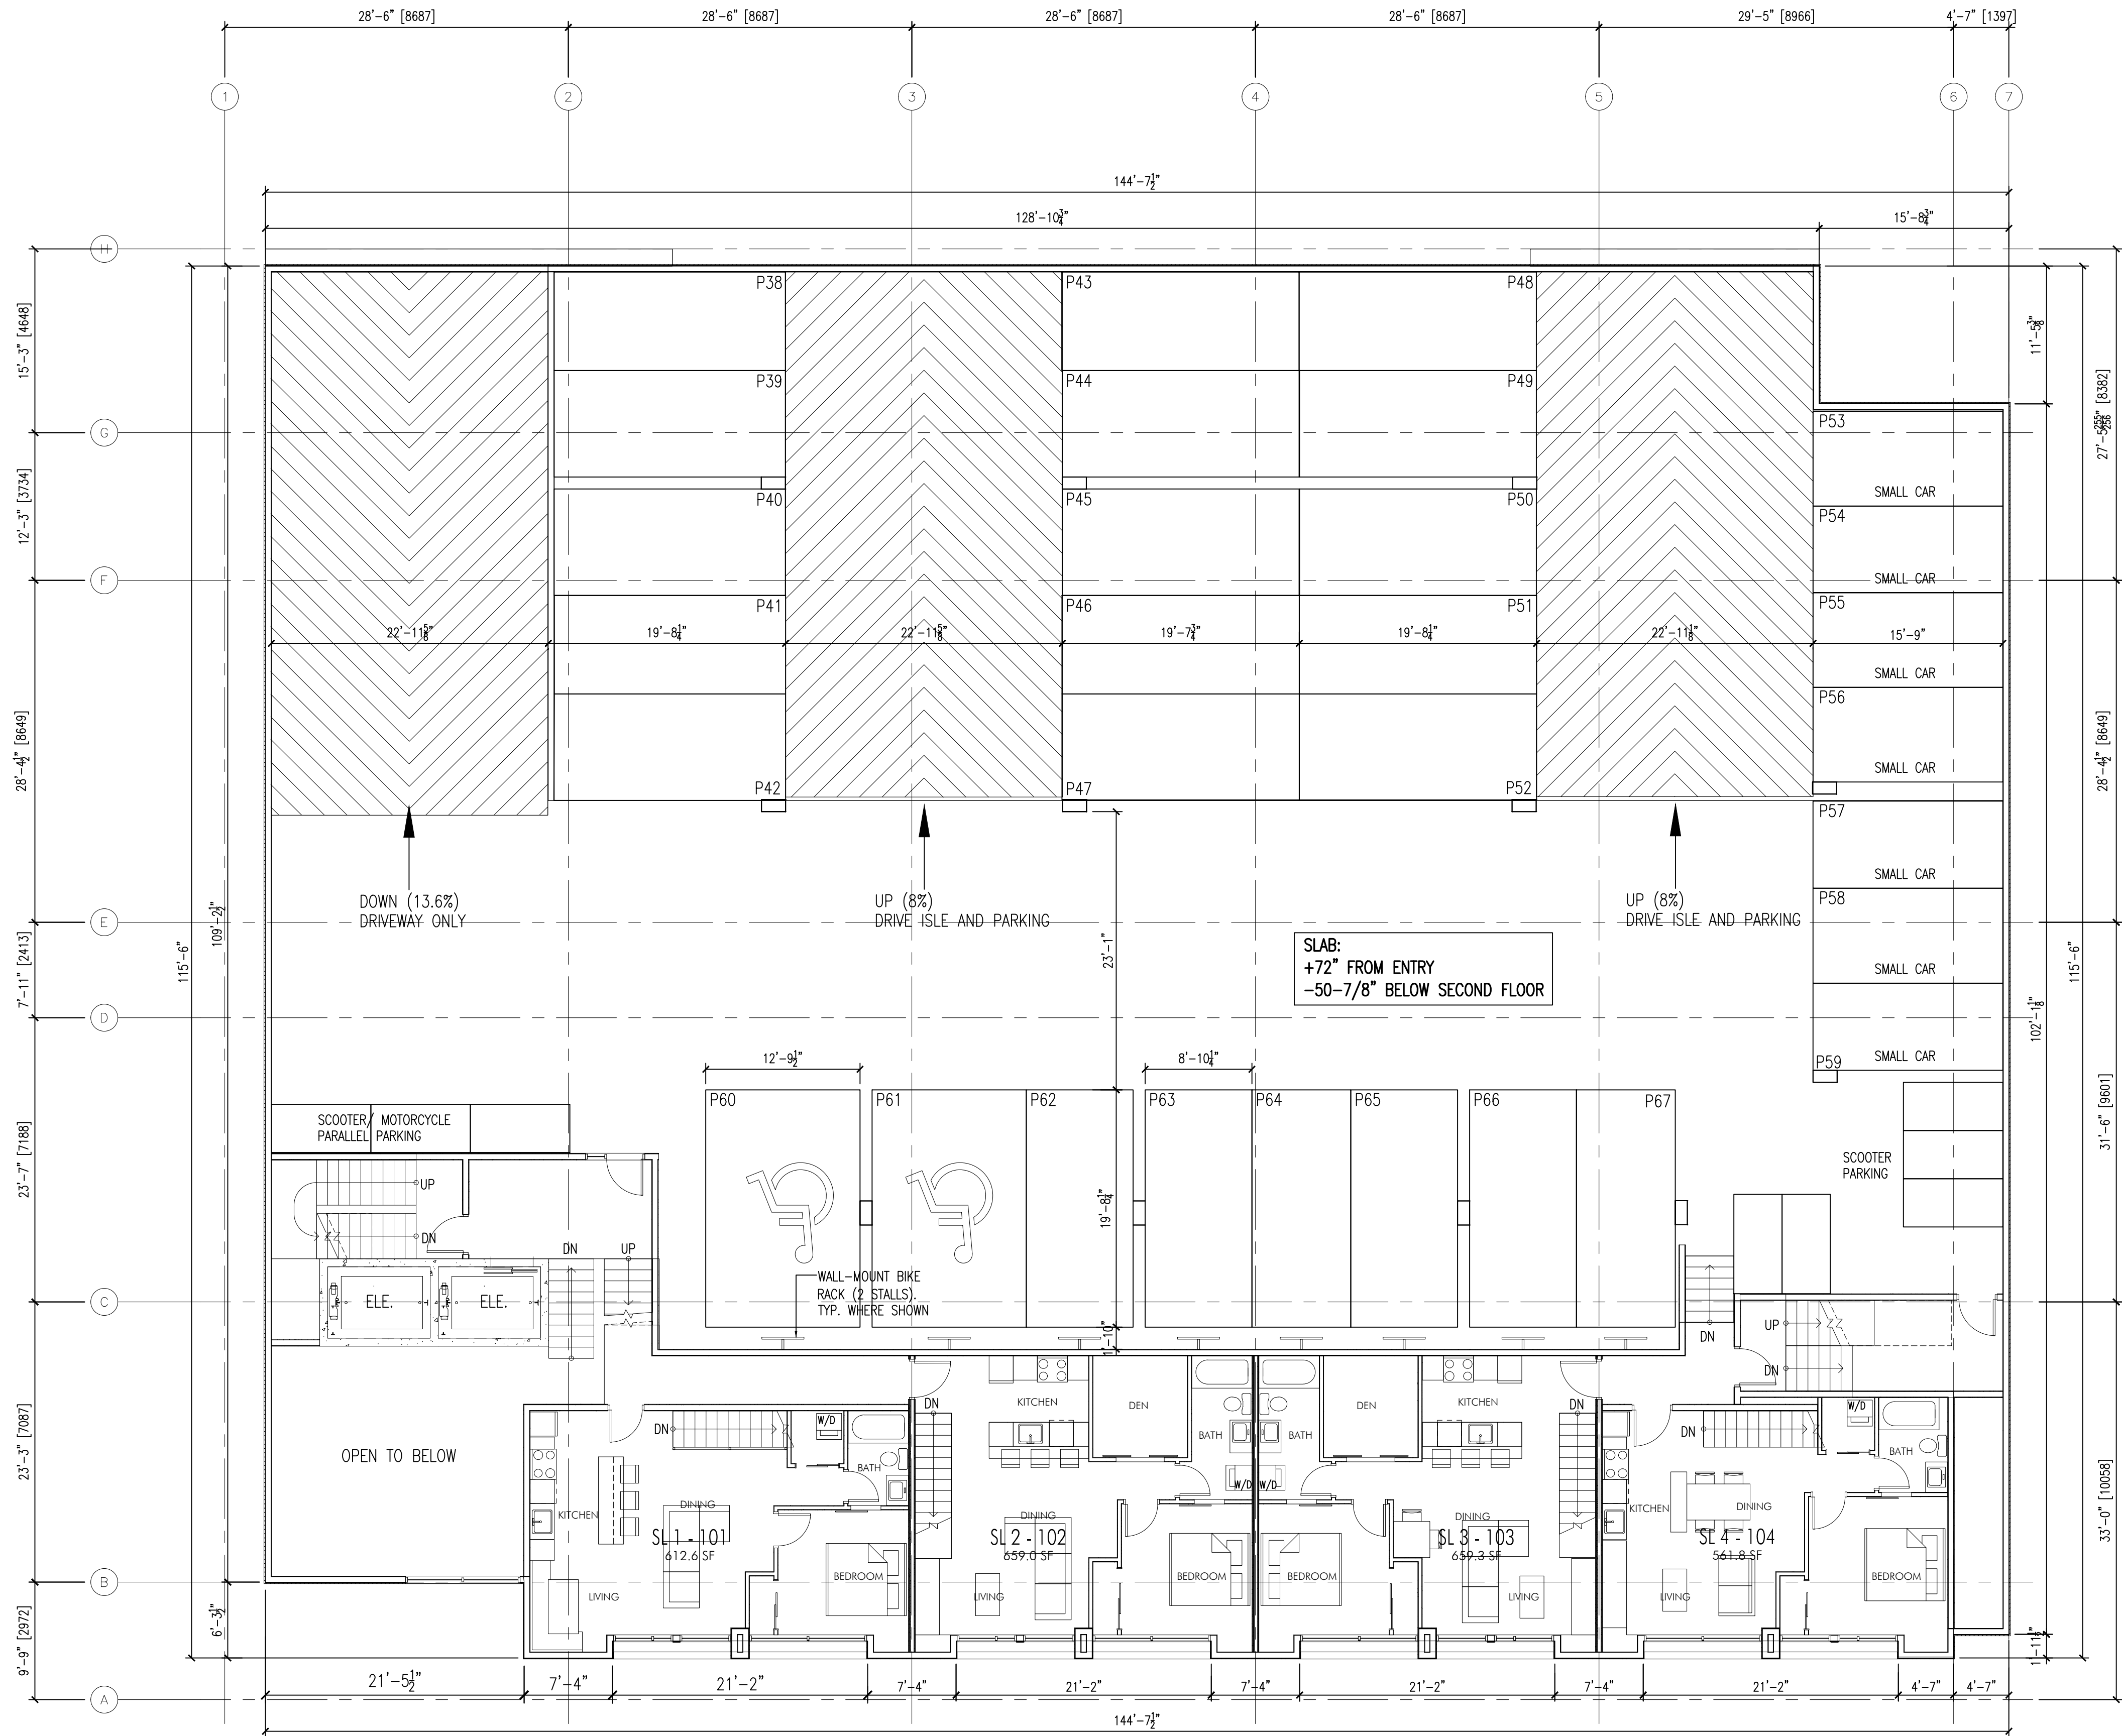 28'-6" [8687]
28'-6" [8687]
28'-6" [8687]
28'-6" [8687]
29'-5" [8966]
4'-7" [1397]
1
2
3
4
5
6
7
144'-7½"
128'-10¾"
15'-8¾"
H
G
F
E
D
C
B
A
15'-3" [4648]
12'-3" [3734]
28'-4½" [8649]
7'-11" [2413]
23'-7" [7188]
23'-3" [7087]
9'-9" [2972]
115'-6"
109'-2½"
6'-3½"
11'-5⅜"
27'-5 255/256" [8382]
28'-4½" [8649]
31'-6" [9601]
33'-0" [10058]
102'-1⅛"
115'-6"
1'-11½"
P38
P39
P40
P41
P42
P43
P44
P45
P46
P47
P48
P49
P50
P51
P52
P53
SMALL CAR
P54
SMALL CAR
P55
SMALL CAR
P56
SMALL CAR
P57
SMALL CAR
P58
SMALL CAR
SMALL CAR
P59
22'-11⅝"
19'-8¼"
22'-11⅝"
19'-7¾"
19'-8¼"
22'-11⅛"
15'-9"
DOWN (13.6%)
DRIVEWAY ONLY
UP (8%)
DRIVE ISLE AND PARKING
UP (8%)
DRIVE ISLE AND PARKING
23'-1"
SLAB:
+72" FROM ENTRY
-50-7/8" BELOW SECOND FLOOR
12'-9½"
8'-10¼"
P60
P61
P62
P63
P64
P65
P66
P67
SCOOTER/ MOTORCYCLE
PARALLEL PARKING
SCOOTER
PARKING
19'-8¼"
1'-10"
UP
DN
DN
UP
ELE.
ELE.
WALL-MOUNT BIKE
RACK (2 STALLS).
TYP. WHERE SHOWN
DN
UP
DN
OPEN TO BELOW
DN
W/D
BATH
KITCHEN
DINING
SL 1 - 101
612.6 SF
LIVING
BEDROOM
DN
KITCHEN
DEN
BATH
W/D
DINING
SL 2 - 102
659.0 SF
LIVING
BEDROOM
BATH
DEN
KITCHEN
DN
W/D
DINING
SL 3 - 103
659.3 SF
BEDROOM
LIVING
DN
W/D
BATH
KITCHEN
DINING
SL 4 - 104
561.8 SF
LIVING
BEDROOM
21'-5½"
7'-4"
21'-2"
7'-4"
21'-2"
7'-4"
21'-2"
7'-4"
21'-2"
4'-7"
4'-7"
144'-7½"